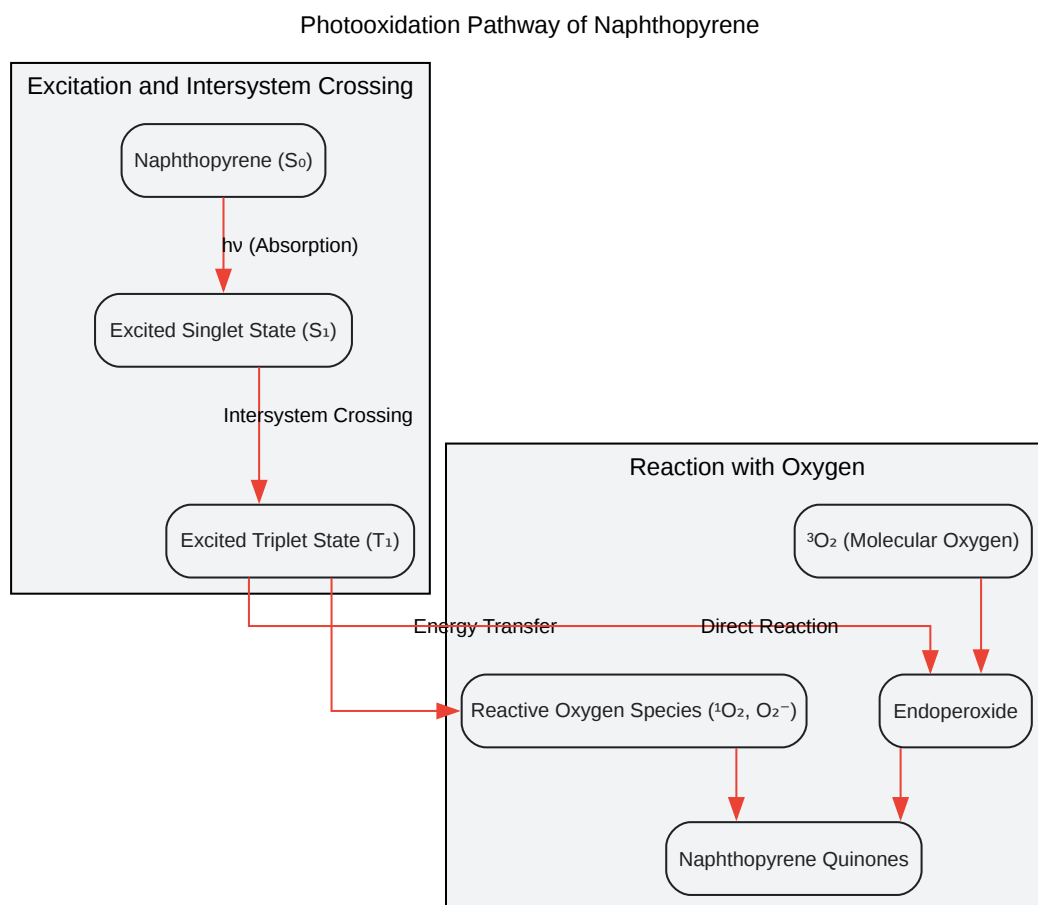 Photooxidation Pathway of Naphthopyrene
Excitation and Intersystem Crossing
Naphthopyrene (S₀)
hν (Absorption)
Excited Singlet State (S₁)
Intersystem Crossing
Excited Triplet State (T₁)
Reaction with Oxygen
³O₂ (Molecular Oxygen)
Energy Transfer
Direct Reaction
Reactive Oxygen Species (¹O₂, O₂⁻)
Endoperoxide
Naphthopyrene Quinones